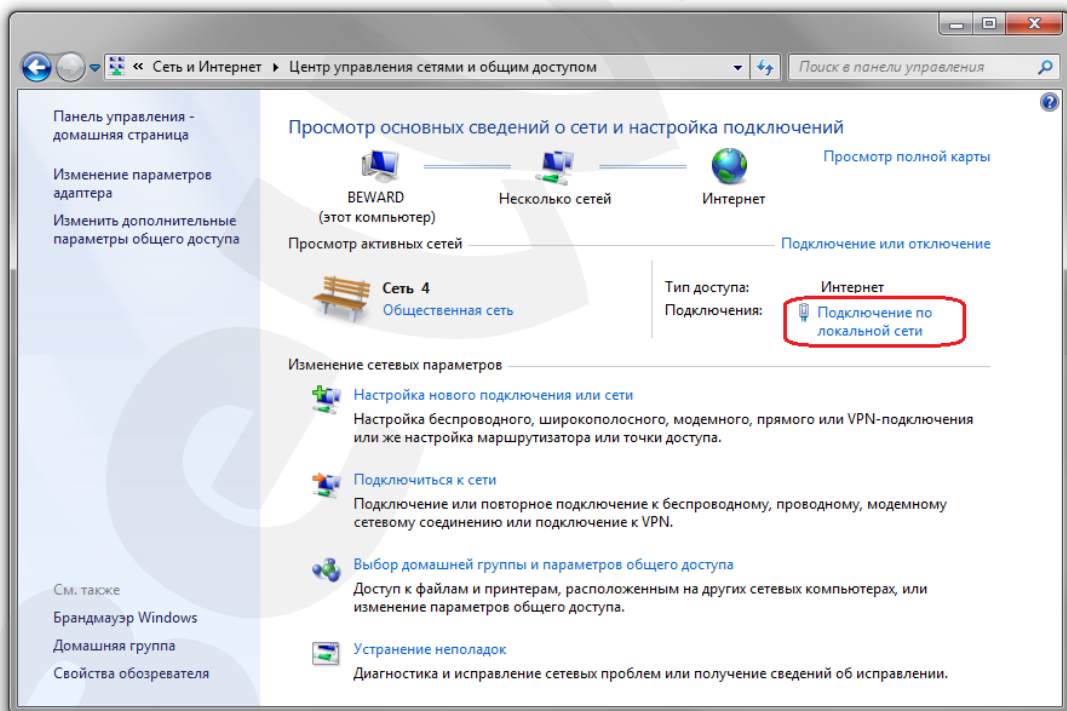 « Сеть и Интернет ▸ Центр управления сетями и общим доступом
Поиск в панели управления
Панель управления -
домашняя страница
Изменение параметров
адаптера
Изменить дополнительные
параметры общего доступа
Просмотр основных сведений о сети и настройка подключений
Просмотр полной карты
BEWARD
(этот компьютер)
Несколько сетей
Интернет
Просмотр активных сетей
Подключение или отключение
Сеть 4
Общественная сеть
Тип доступа: Интернет
Подключения: Подключение по
локальной сети
Изменение сетевых параметров
Настройка нового подключения или сети
Настройка беспроводного, широкополосного, модемного, прямого или VPN-подключения
или же настройка маршрутизатора или точки доступа.
Подключиться к сети
Подключение или повторное подключение к беспроводному, проводному, модемному
сетевому соединению или подключение к VPN.
Выбор домашней группы и параметров общего доступа
Доступ к файлам и принтерам, расположенным на других сетевых компьютерах, или
изменение параметров общего доступа.
Устранение неполадок
Диагностика и исправление сетевых проблем или получение сведений об исправлении.
См. также
Брандмауэр Windows
Домашняя группа
Свойства обозревателя